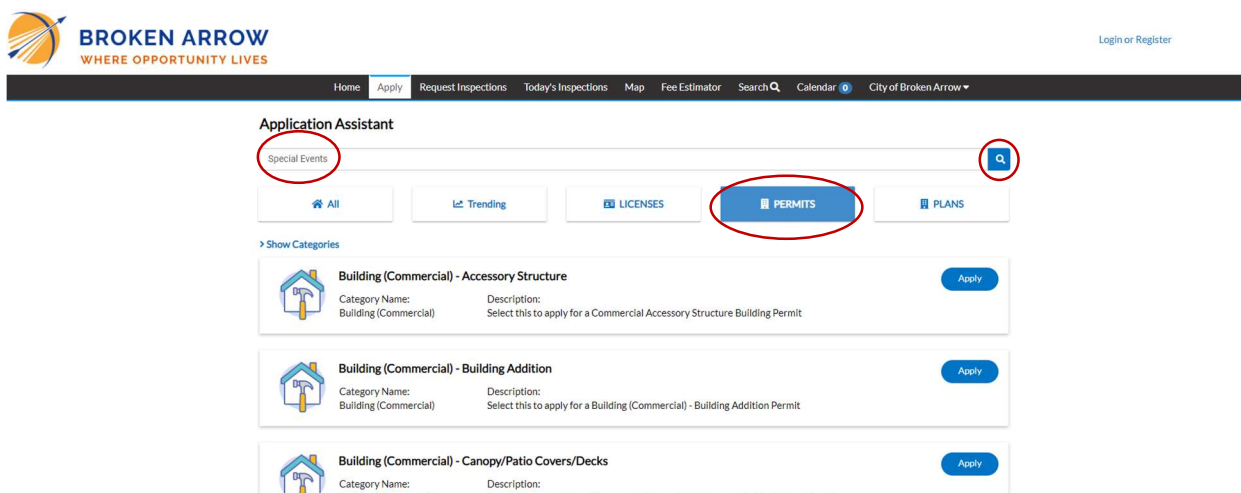 BROKEN ARROW
WHERE OPPORTUNITY LIVES
Login or Register
Home Apply Request Inspections Today's Inspections Map Fee Estimator Search Calendar 0 City of Broken Arrow
Application Assistant
Special Events
All Trending LICENSES PERMITS PLANS
> Show Categories
Building (Commercial) - Accessory Structure
Apply
Category Name: Description:
Building (Commercial) Select this to apply for a Commercial Accessory Structure Building Permit
Building (Commercial) - Building Addition
Apply
Category Name: Description:
Building (Commercial) Select this to apply for a Building (Commercial) - Building Addition Permit
Building (Commercial) - Canopy/Patio Covers/Decks
Apply
Category Name: Description: